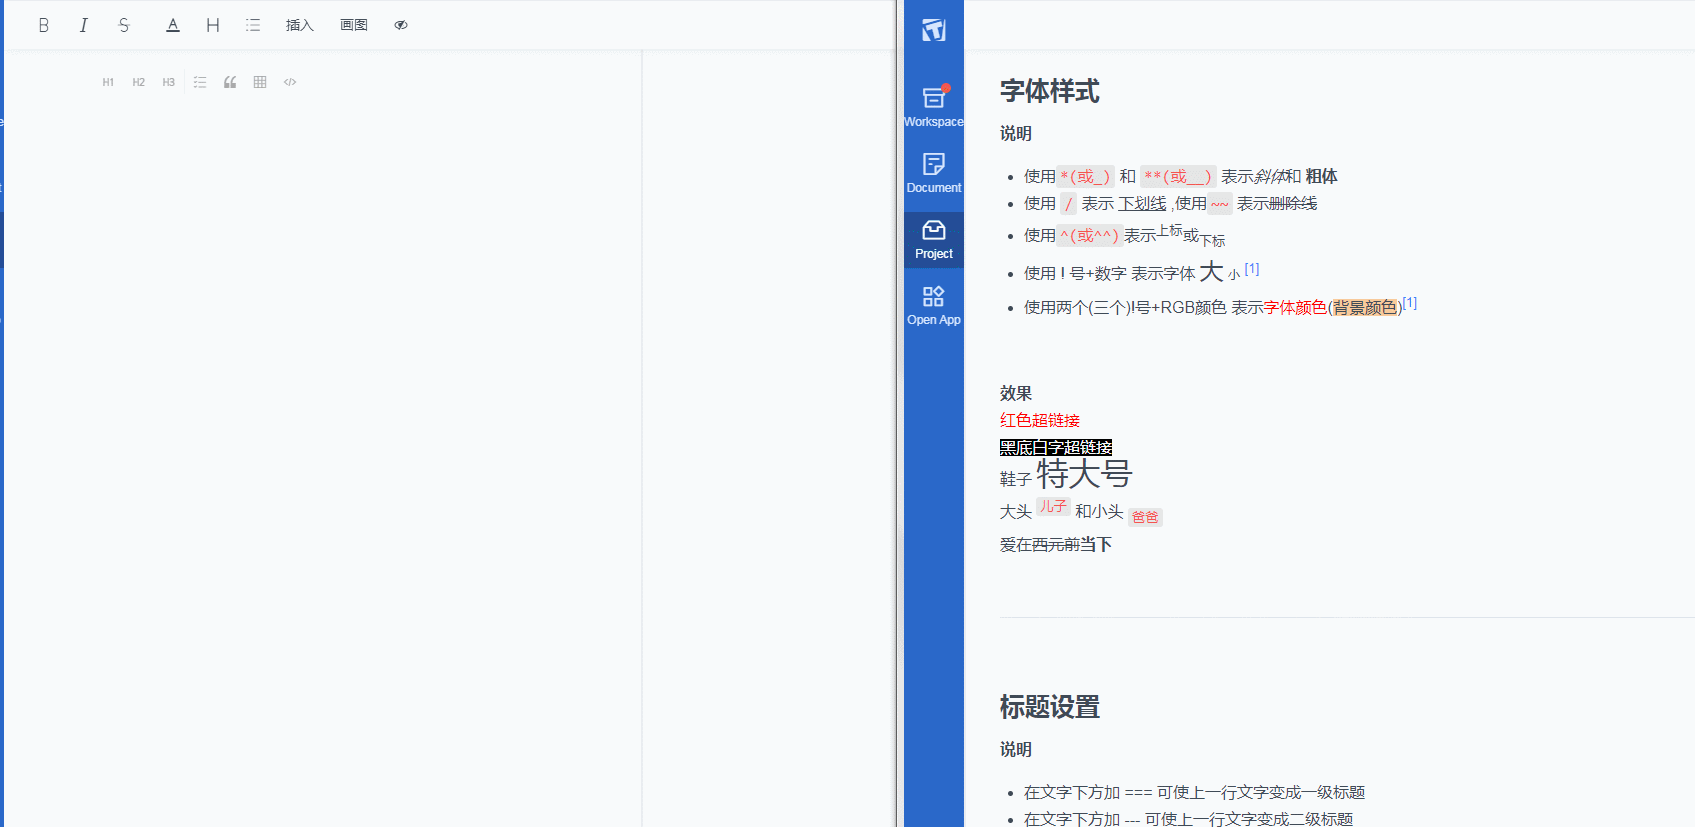 B I S A H 插入 画图
H1 H2 H3
Workspace
Document
Project
Open App
字体样式
说明
使用 *(或_) 和 **(或__) 表示斜体和 粗体
使用 / 表示 下划线 ,使用 ~~ 表示删除线
使用 ^(或^^) 表示上标或下标
使用 ! 号+数字 表示字体 大 小 [1]
使用两个(三个)!号+RGB颜色 表示字体颜色(背景颜色)[1]
效果
红色超链接
黑底白字超链接
鞋子 特大号
大头 儿子 和小头 爸爸
爱在西元前当下
标题设置
说明
在文字下方加 === 可使上一行文字变成一级标题
在文字下方加 --- 可使上一行文字变成二级标题